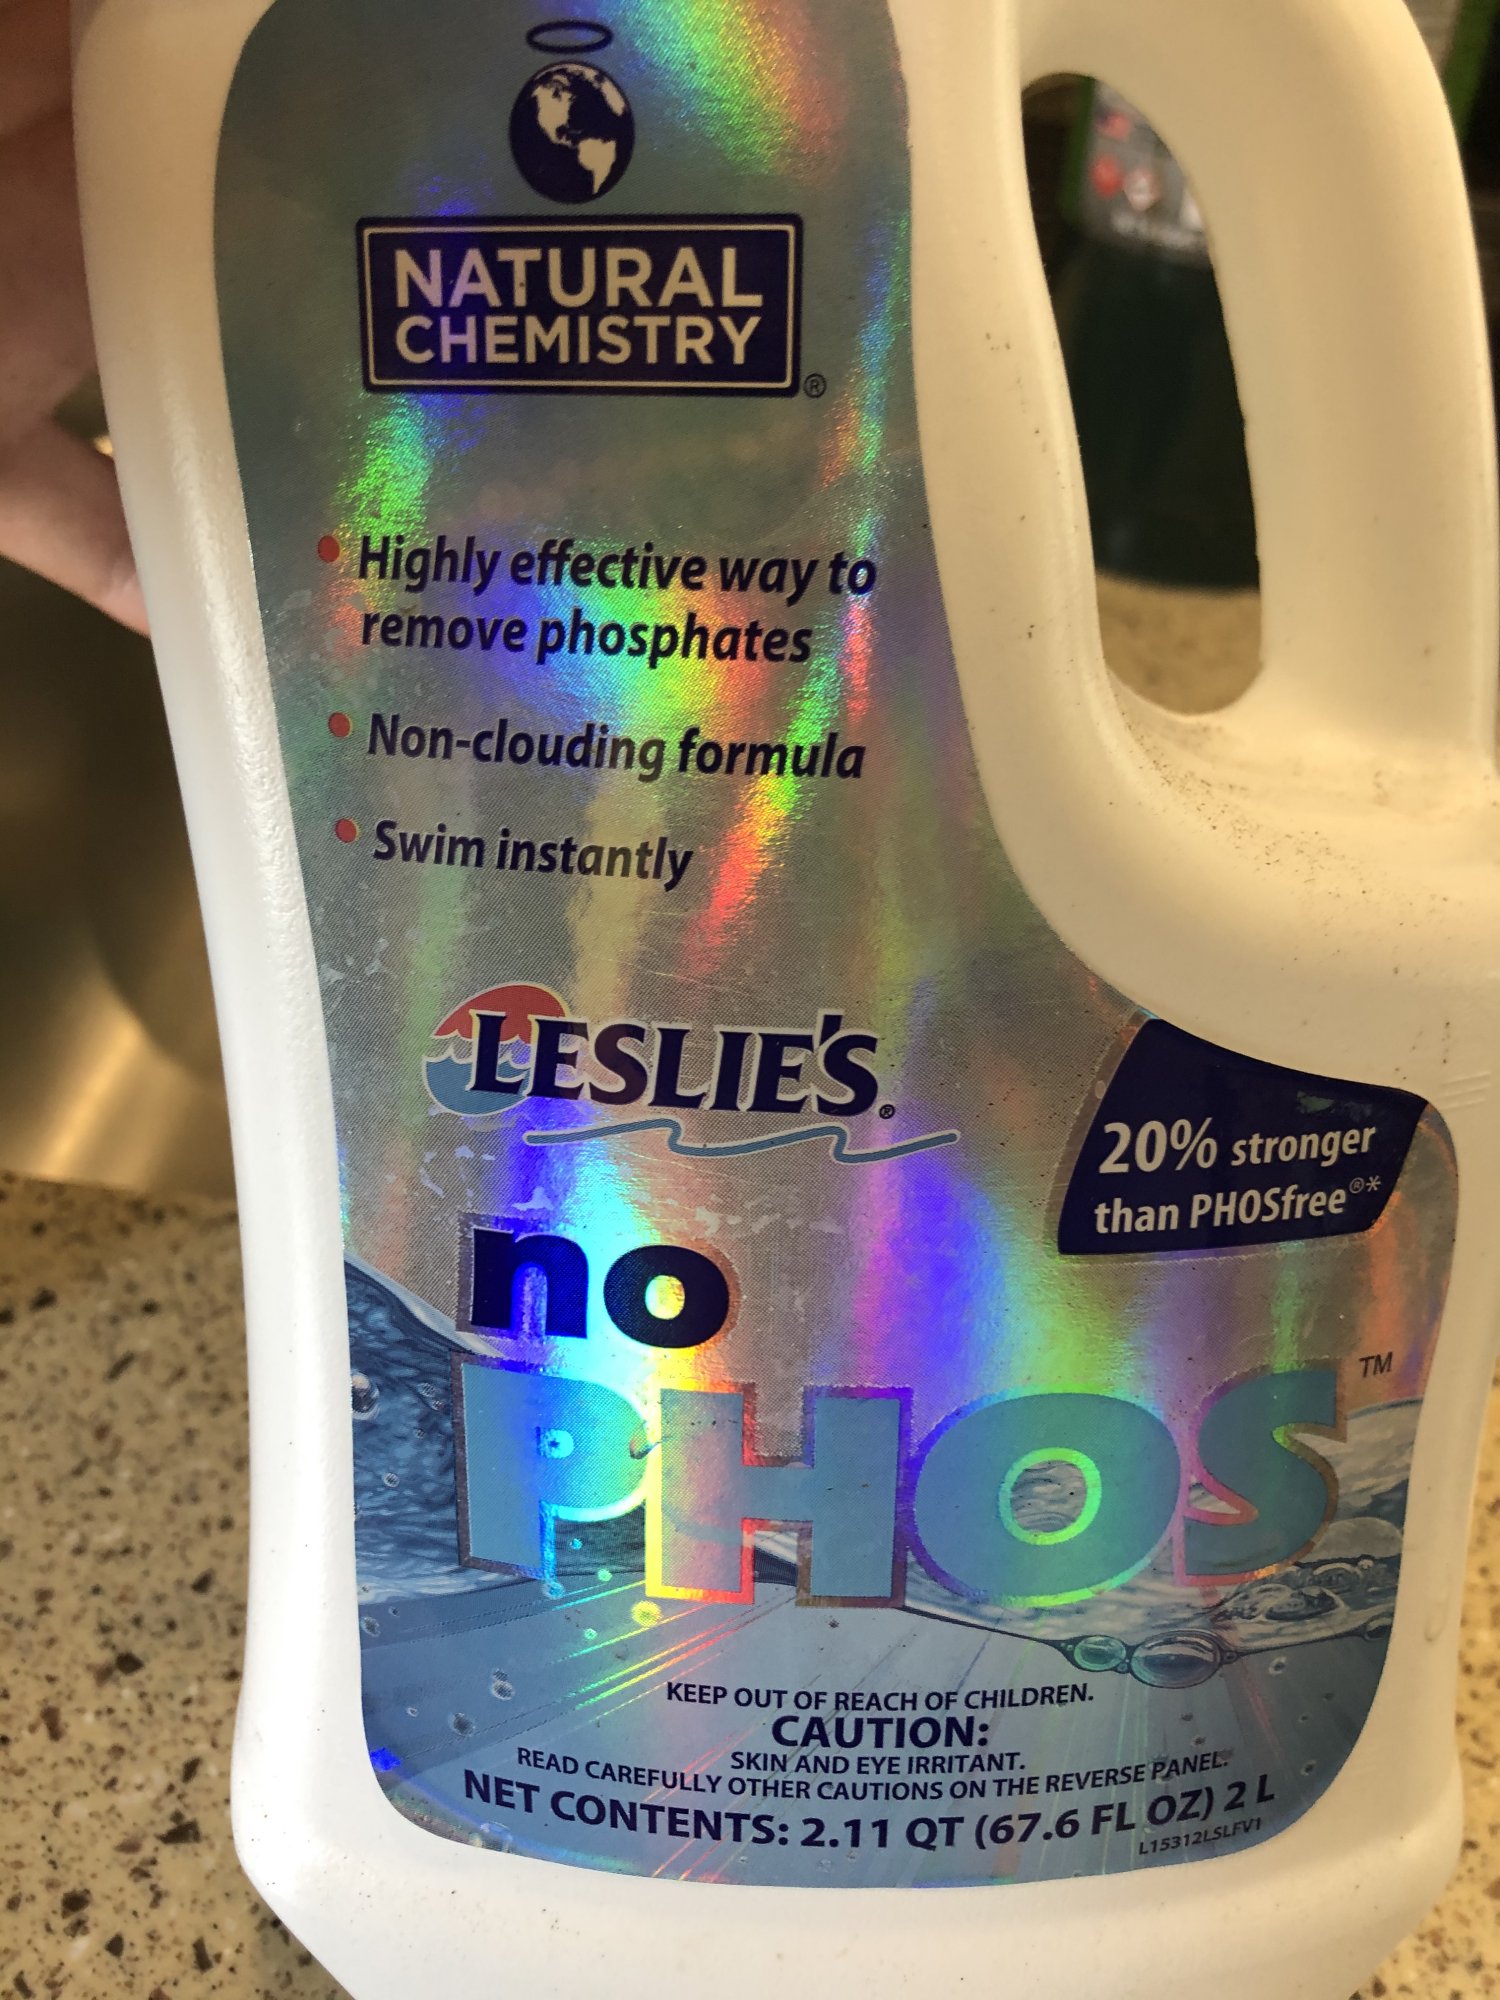 NATURAL
CHEMISTRY®
• Highly effective way to
remove phosphates
• Non-clouding formula
• Swim instantly
LESLIE'S®
20% stronger
than PHOSfree®*
no
PHOS™
KEEP OUT OF REACH OF CHILDREN.
CAUTION:
SKIN AND EYE IRRITANT.
READ CAREFULLY OTHER CAUTIONS ON THE REVERSE PANEL.
NET CONTENTS: 2.11 QT (67.6 FL OZ) 2 L
L15312LSLFV1